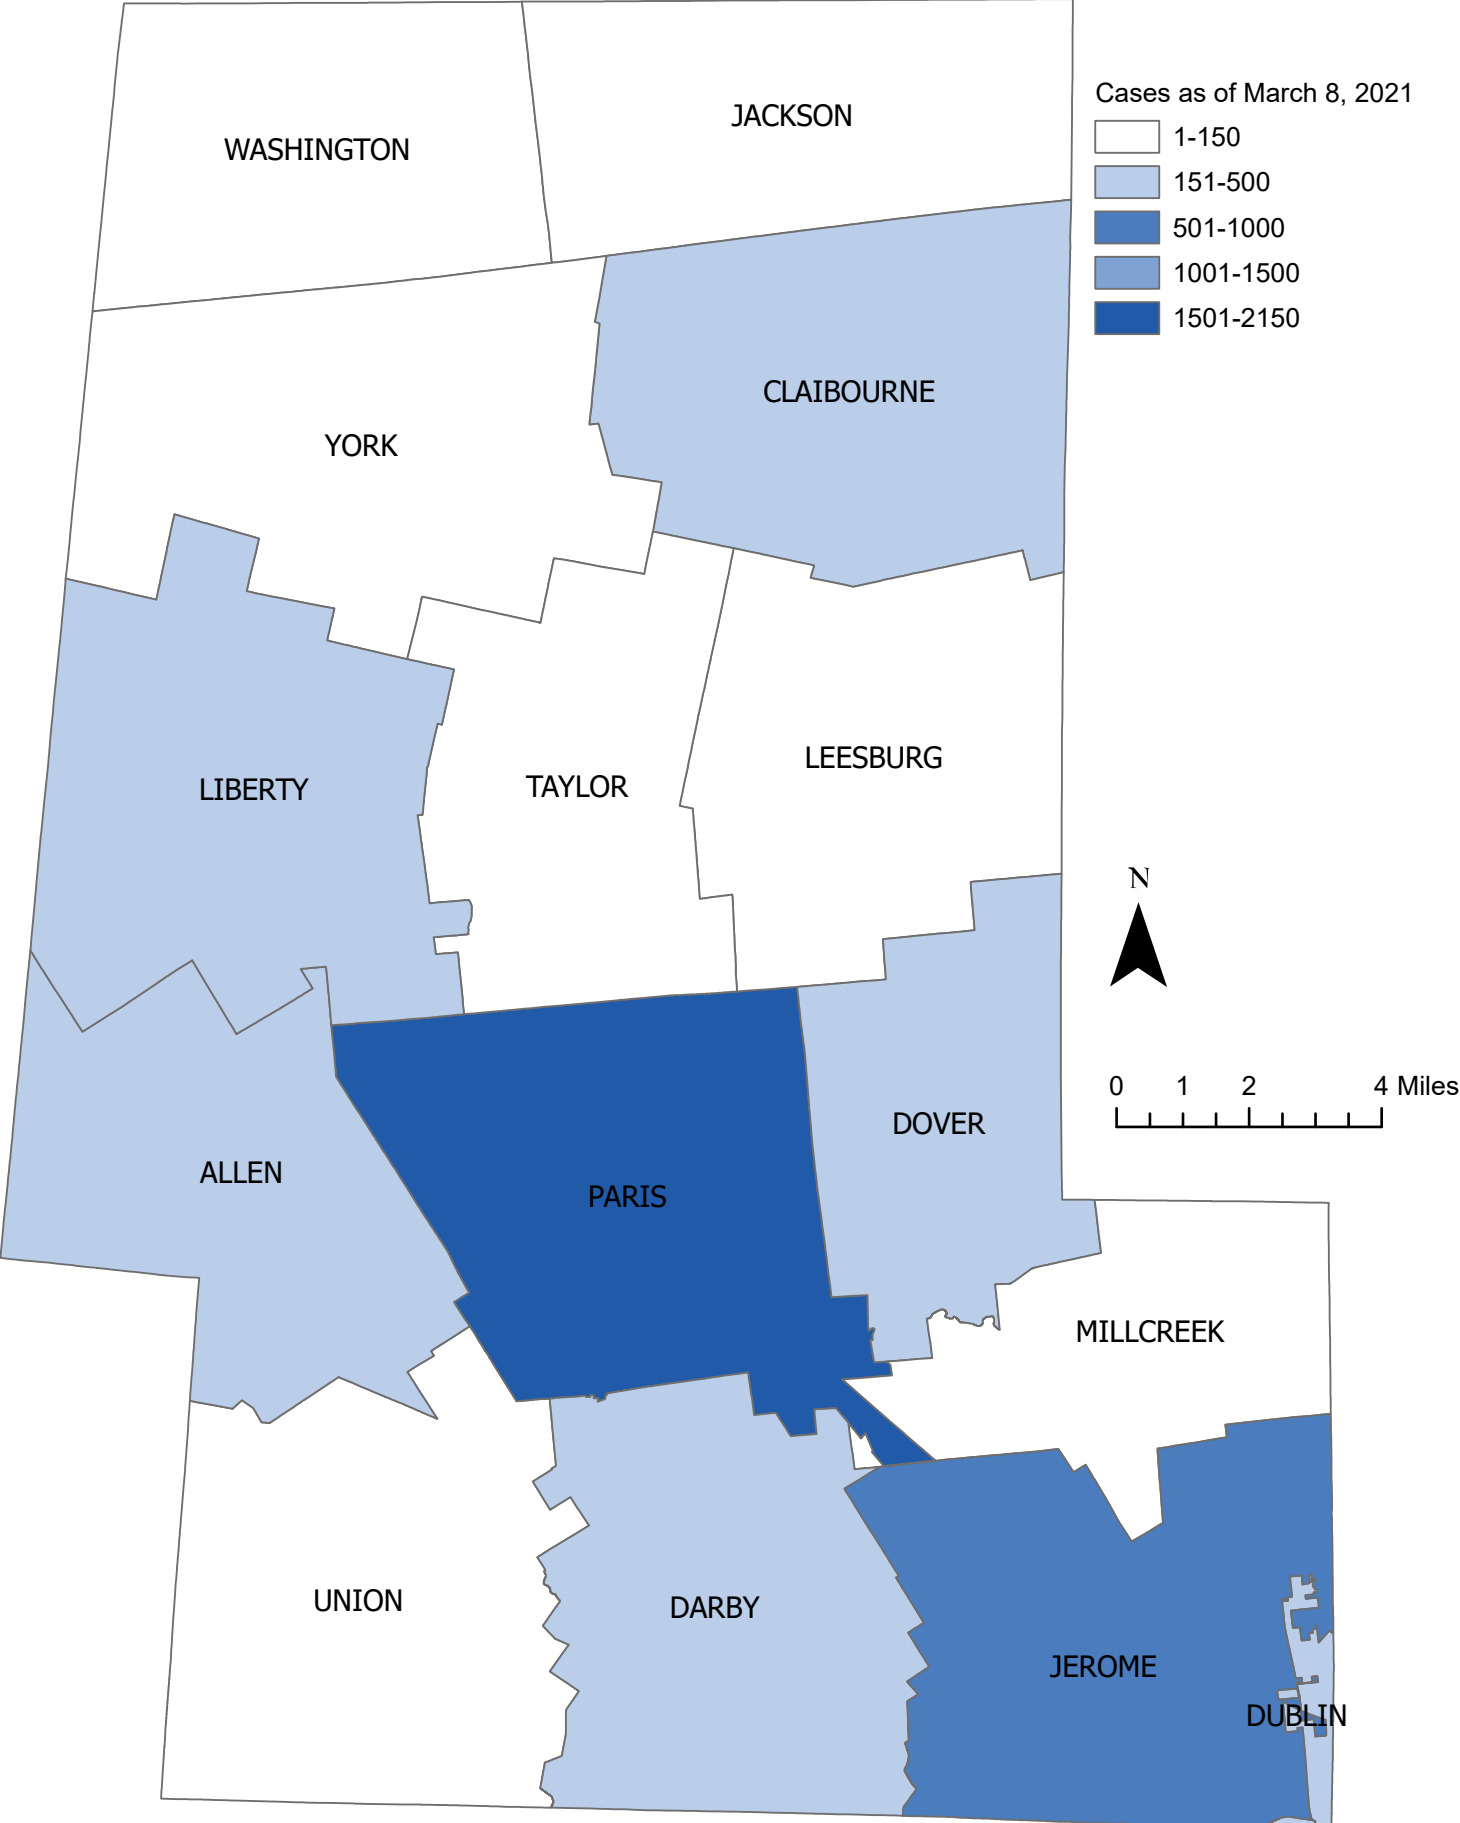 Cases as of March 8, 2021
1-150
151-500
501-1000
1001-1500
1501-2150
JACKSON
WASHINGTON
CLAIBOURNE
YORK
LEESBURG
TAYLOR
LIBERTY
N
0 1 2 4 Miles
DOVER
ALLEN
PARIS
MILLCREEK
UNION
DARBY
JEROME
DUBLIN